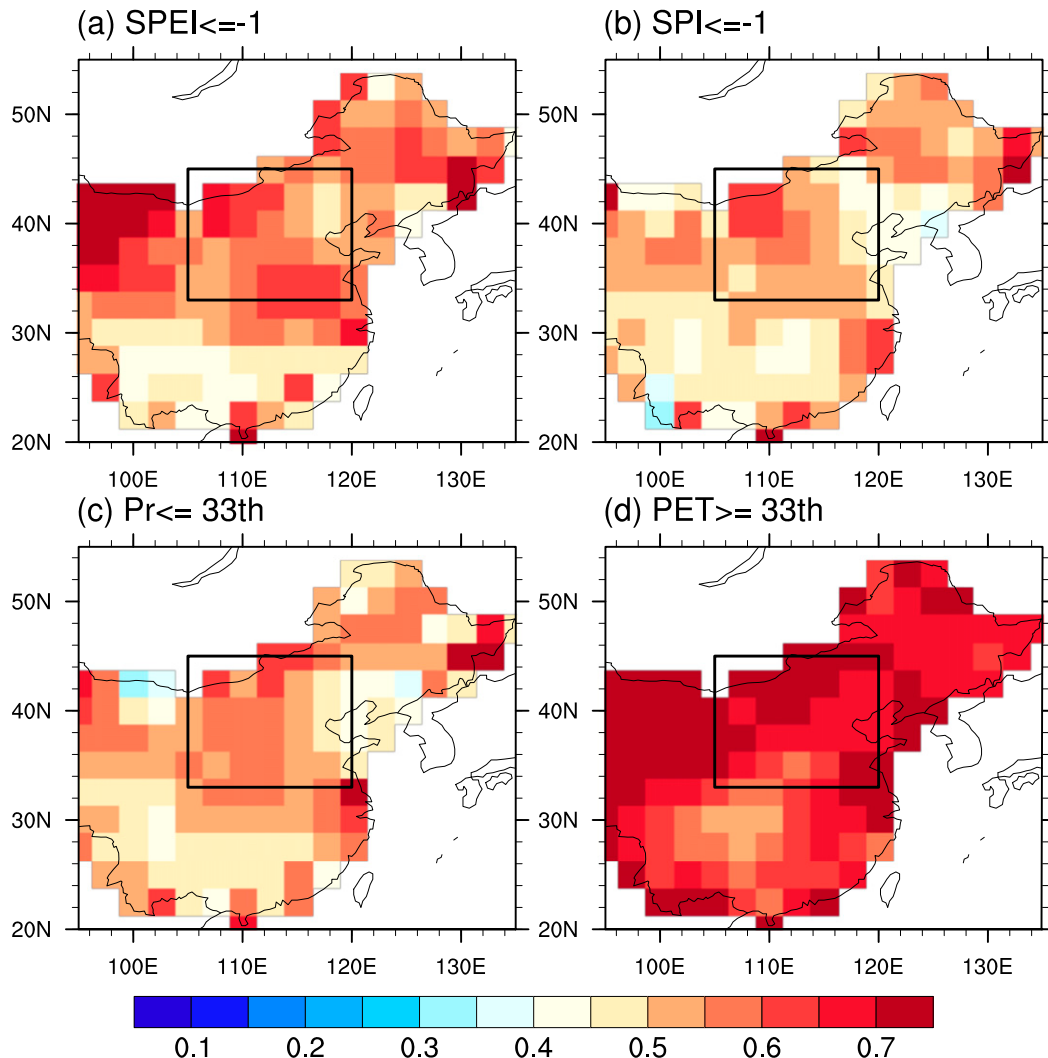 (a) SPEI<=-1
(b) SPI<=-1
50N
40N
30N
20N
100E 110E 120E 130E
50N
40N
30N
20N
100E 110E 120E 130E
(c) Pr<= 33th
(d) PET>= 33th
50N
40N
30N
20N
100E 110E 120E 130E
50N
40N
30N
20N
100E 110E 120E 130E
0.1 0.2 0.3 0.4 0.5 0.6 0.7